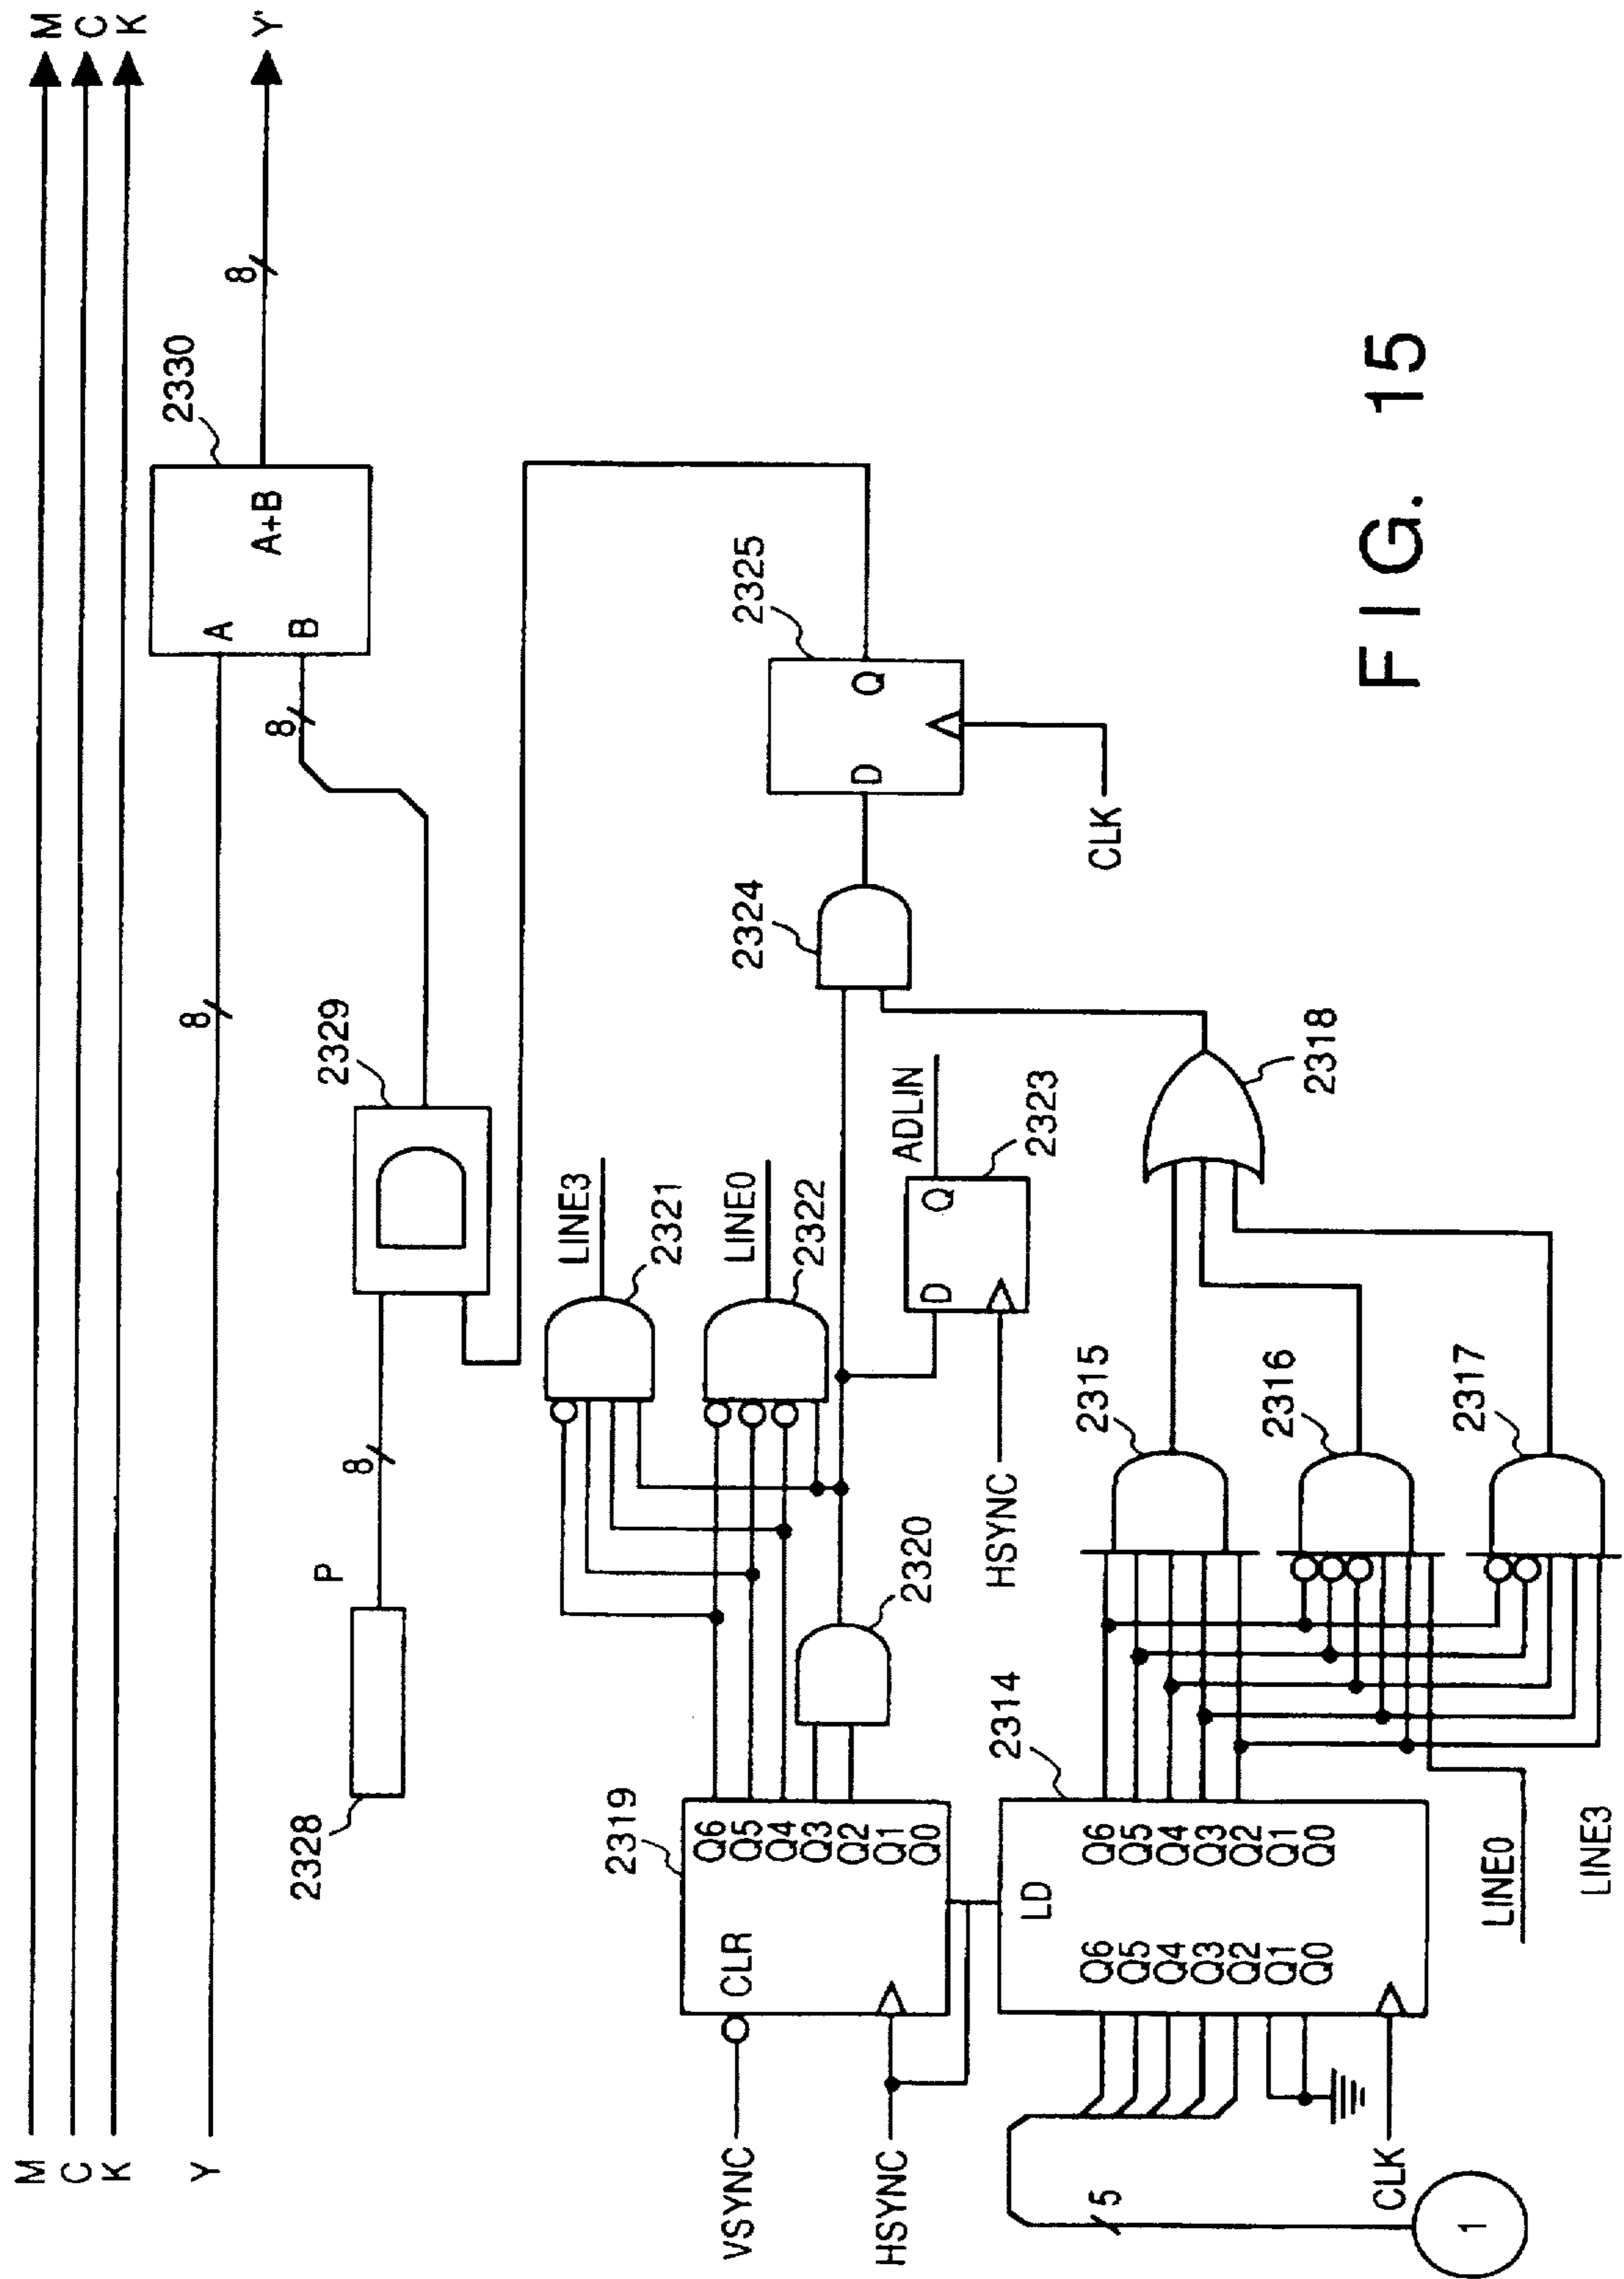 M
C
K
Y
M
C
K
Y'
8
2330
A
B
A+B
8
8
2329
8
P
2328
2325
D
Q
CLK
2324
LINE3
2321
LINE0
2322
ADLIN
D
Q
2323
HSYNC
2320
2319
CLR
Q6
Q5
Q4
Q3
Q2
Q1
Q0
VSYNC
HSYNC
2318
2315
2316
2317
2314
LD
Q6
Q5
Q4
Q3
Q2
Q1
Q0
Q6
Q5
Q4
Q3
Q2
Q1
Q0
LINE0
LINE3
CLK
5
1
FIG. 15